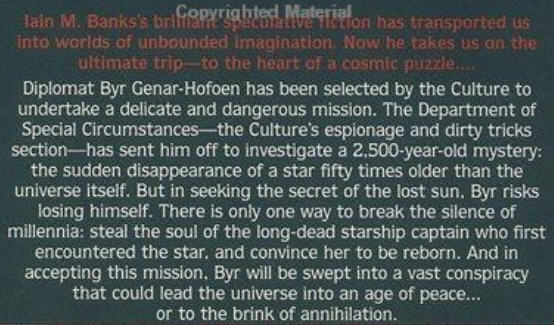 Copyrighted Material
Iain M. Banks's brilliant speculative fiction has transported us
into worlds of unbounded imagination. Now he takes us on the
ultimate trip—to the heart of a cosmic puzzle....
Diplomat Byr Genar-Hofoen has been selected by the Culture to
undertake a delicate and dangerous mission. The Department of
Special Circumstances—the Culture's espionage and dirty tricks
section—has sent him off to investigate a 2,500-year-old mystery:
the sudden disappearance of a star fifty times older than the
universe itself. But in seeking the secret of the lost sun, Byr risks
losing himself. There is only one way to break the silence of
millennia: steal the soul of the long-dead starship captain who first
encountered the star, and convince her to be reborn. And in
accepting this mission, Byr will be swept into a vast conspiracy
that could lead the universe into an age of peace...
or to the brink of annihilation.